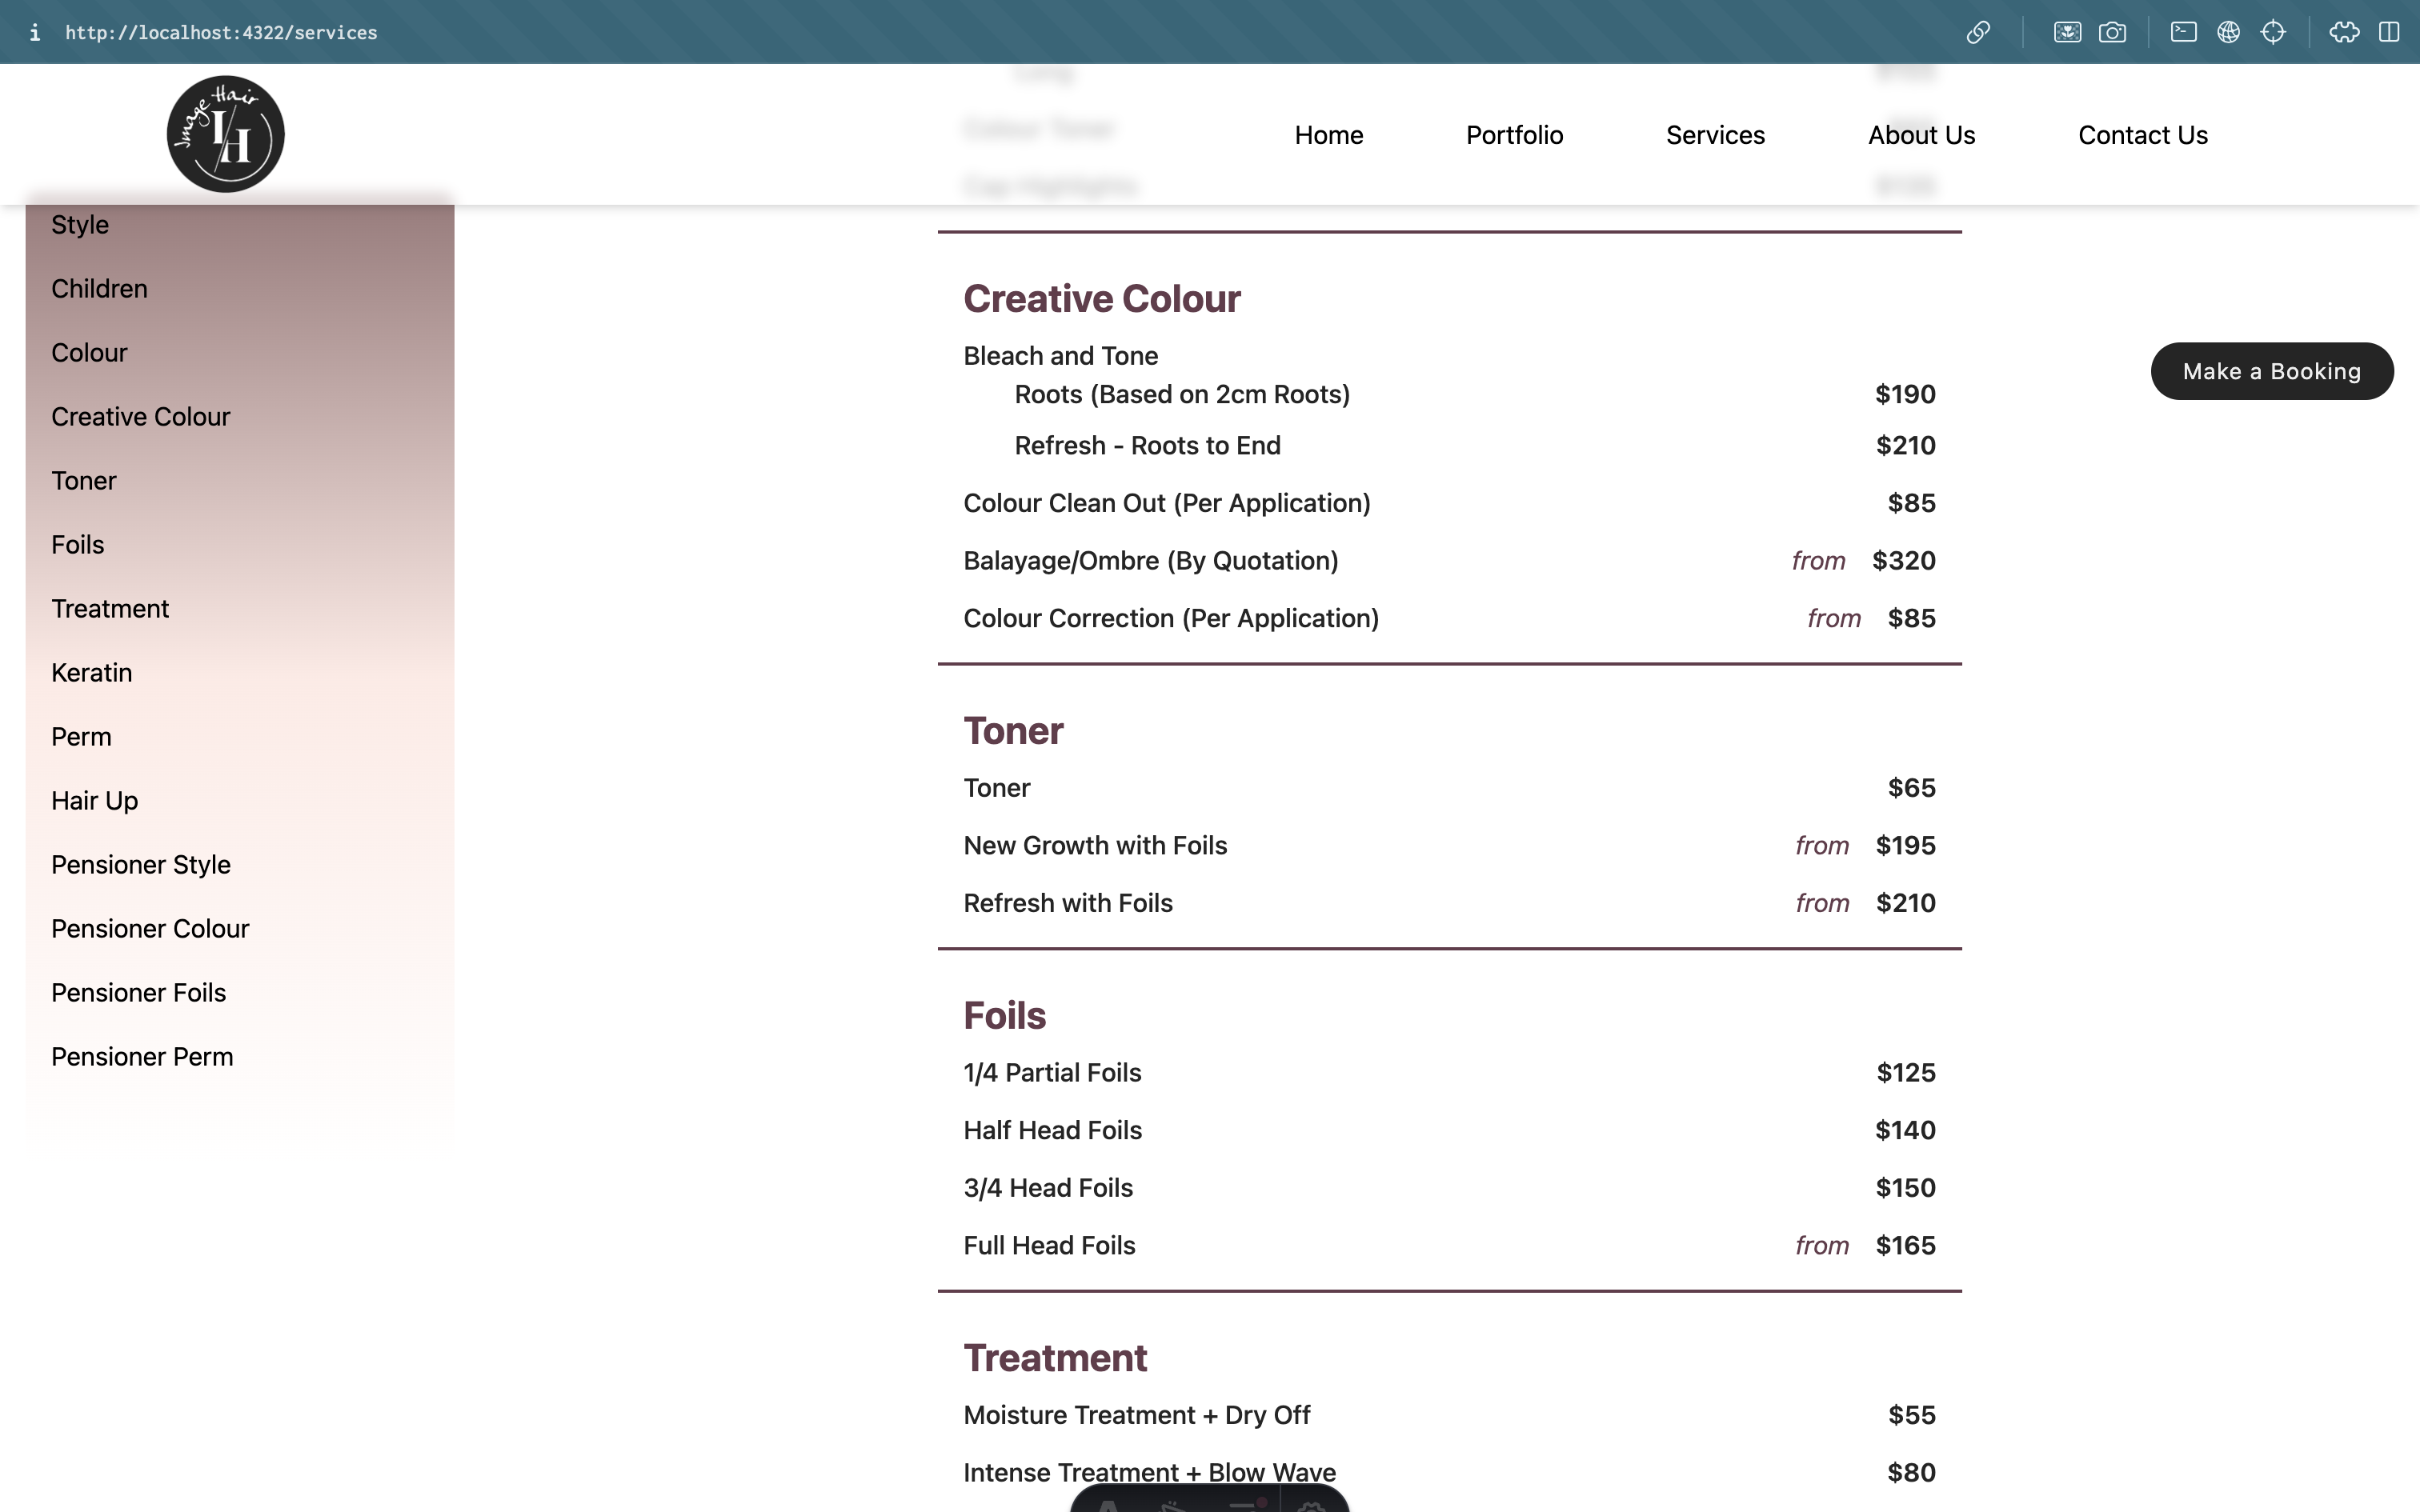 i http://localhost:4322/services
Image Hair
IH
Home Portfolio Services About Us Contact Us
Long
Colour Toner
Cap Highlights $135
Style
Children
Colour
Creative Colour
Toner
Foils
Treatment
Keratin
Perm
Hair Up
Pensioner Style
Pensioner Colour
Pensioner Foils
Pensioner Perm
Creative Colour
Bleach and Tone
Roots (Based on 2cm Roots) $190
Refresh - Roots to End $210
Colour Clean Out (Per Application) $85
Balayage/Ombre (By Quotation) from $320
Colour Correction (Per Application) from $85
Toner
Toner $65
New Growth with Foils from $195
Refresh with Foils from $210
Foils
1/4 Partial Foils $125
Half Head Foils $140
3/4 Head Foils $150
Full Head Foils from $165
Treatment
Moisture Treatment + Dry Off $55
Intense Treatment + Blow Wave $80
Make a Booking